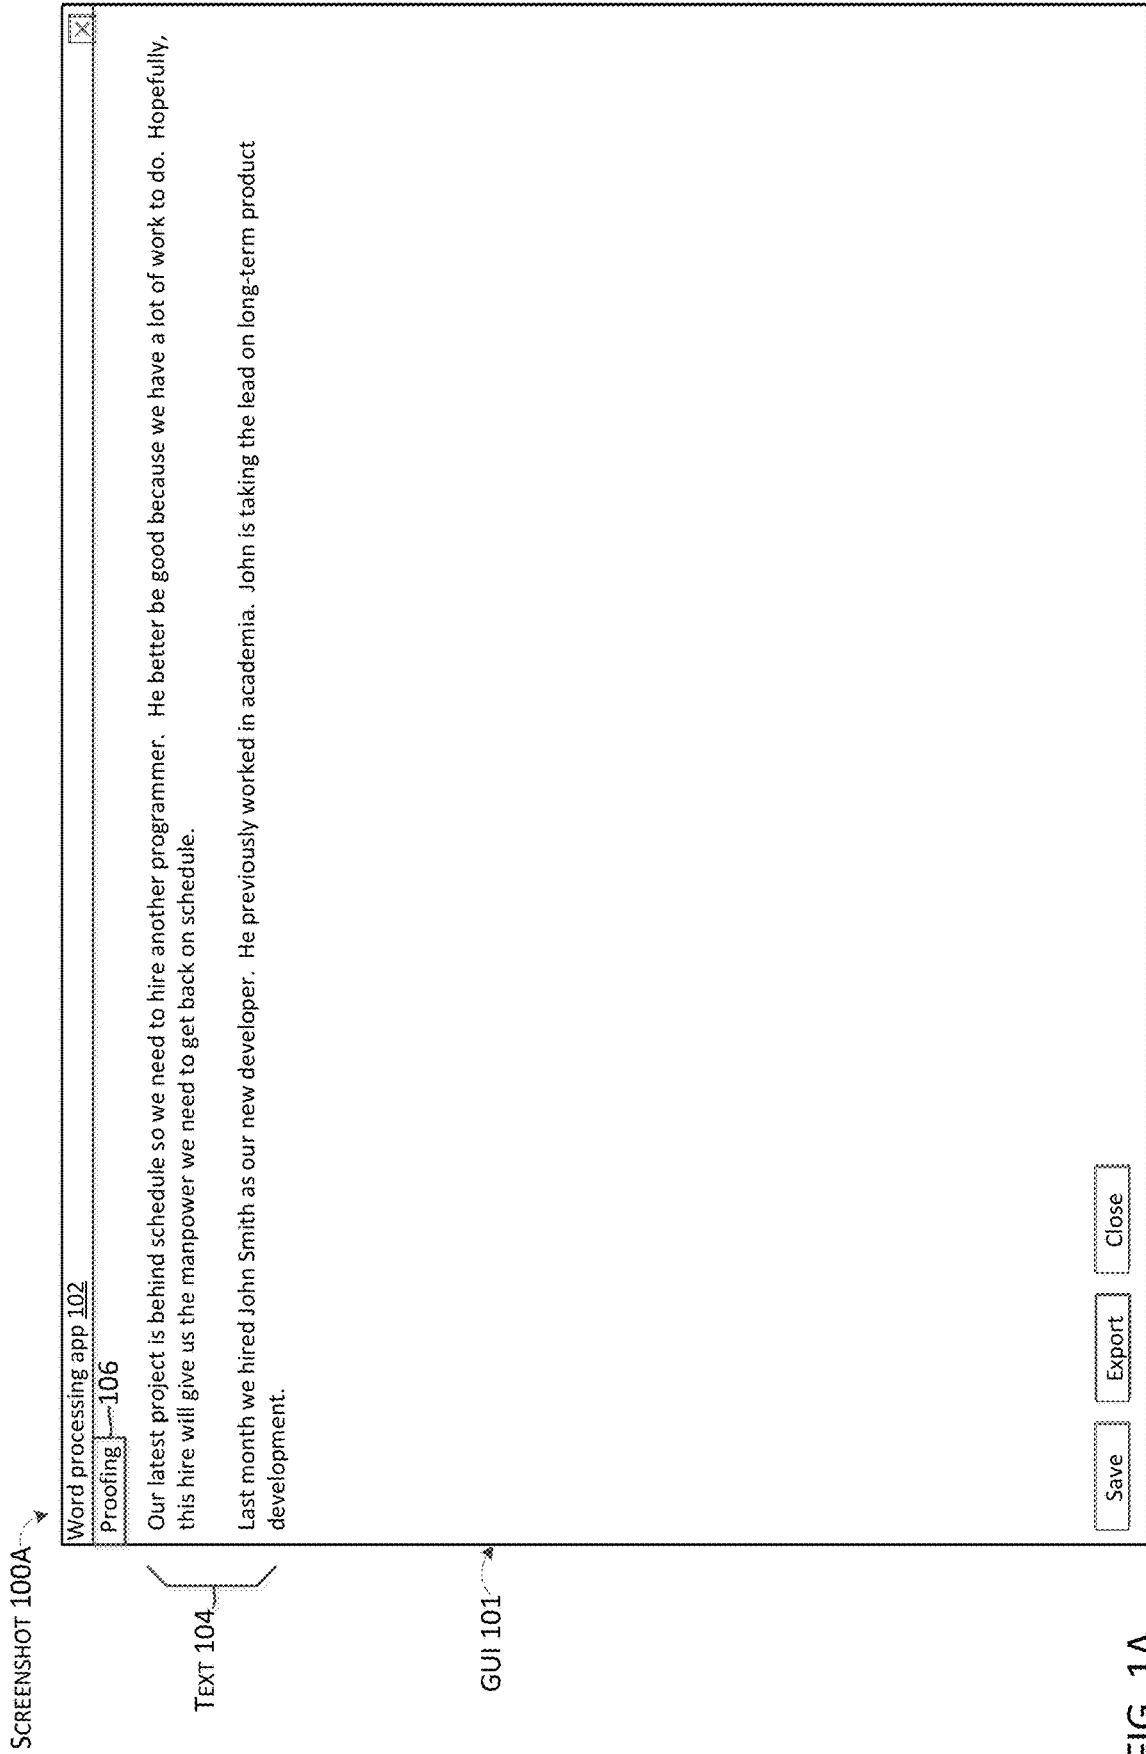 SCREENSHOT 100A
Word processing app 102
Proofing 106
Our latest project is behind schedule so we need to hire another programmer. He better be good because we have a lot of work to do. Hopefully,
this hire will give us the manpower we need to get back on schedule.
TEXT 104
Last month we hired John Smith as our new developer. He previously worked in academia. John is taking the lead on long-term product
development.
GUI 101
Save
Export
Close
FIG. 1A